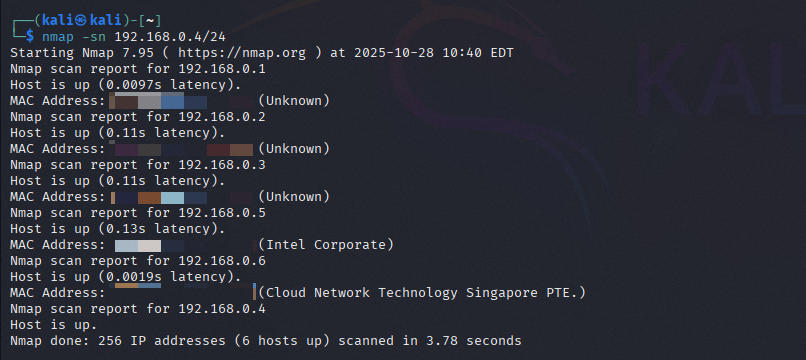 ┌──(kali㉿kali)-[~]
└─$ nmap -sn 192.168.0.4/24
Starting Nmap 7.95 ( https://nmap.org ) at 2025-10-28 10:40 EDT
Nmap scan report for 192.168.0.1
Host is up (0.0097s latency).
MAC Address: (Unknown)
Nmap scan report for 192.168.0.2
Host is up (0.11s latency).
MAC Address: (Unknown)
Nmap scan report for 192.168.0.3
Host is up (0.11s latency).
MAC Address: (Unknown)
Nmap scan report for 192.168.0.5
Host is up (0.13s latency).
MAC Address: (Intel Corporate)
Nmap scan report for 192.168.0.6
Host is up (0.0019s latency).
MAC Address: (Cloud Network Technology Singapore PTE.)
Nmap scan report for 192.168.0.4
Host is up.
Nmap done: 256 IP addresses (6 hosts up) scanned in 3.78 seconds
KAL